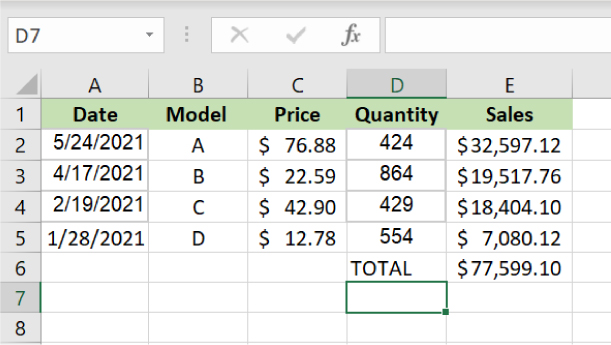 D7 fx
A B C D E
1 Date Model Price Quantity Sales
2 5/24/2021 A $ 76.88 424 $32,597.12
3 4/17/2021 B $ 22.59 864 $19,517.76
4 2/19/2021 C $ 42.90 429 $18,404.10
5 1/28/2021 D $ 12.78 554 $ 7,080.12
6 TOTAL $77,599.10
7
8